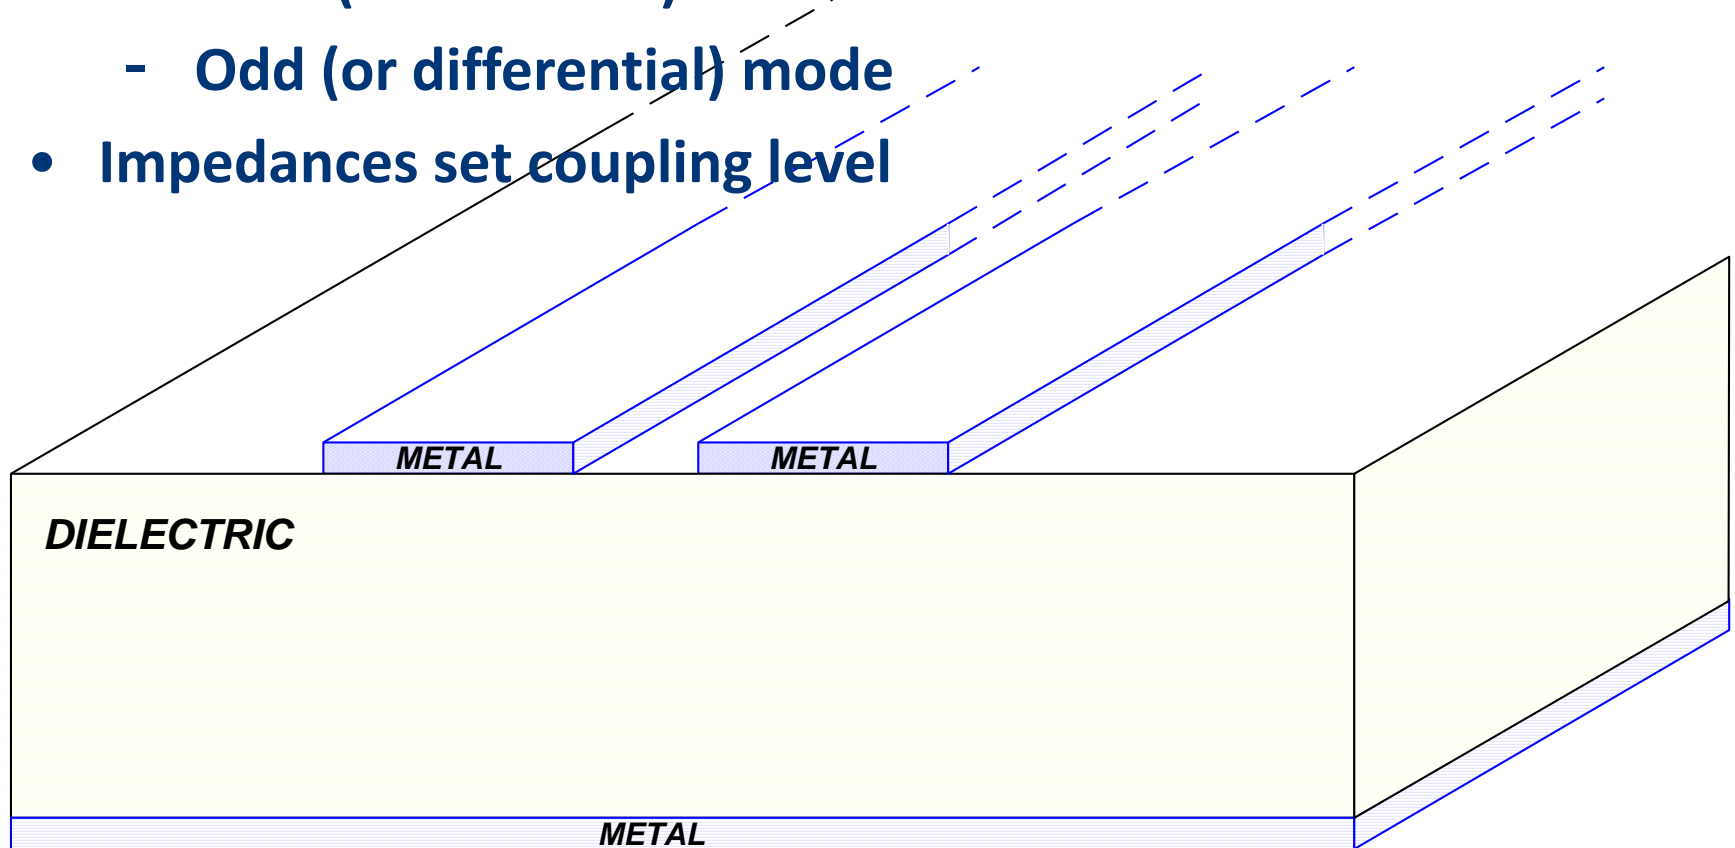 - Odd (or differential) mode
• Impedances set coupling level
METAL METAL
DIELECTRIC
METAL